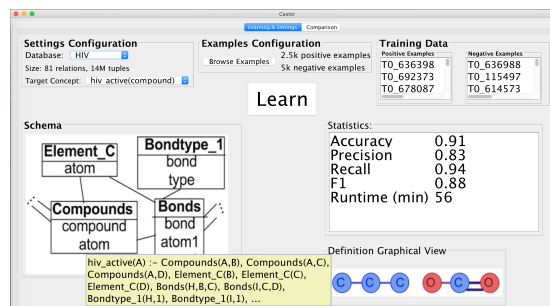 Castor
Learning & Settings Comparison
Settings Configuration
Database: HIV
Size: 81 relations, 14M tuples
Target Concept: hiv_active(compound)
Examples Configuration
Browse Examples
2.5k positive examples
5k negative examples
Training Data
Positive Examples
T0_636398
T0_692373
T0_678087
Negative Examples
T0_636988
T0_115497
T0_614573
Learn
Schema
Element_C
atom
Bondtype_1
bond
type
Compounds
compound
atom
Bonds
bond
atom1
hiv_active(A) :- Compounds(A,B), Compounds(A,C),
Compounds(A,D), Element_C(B), Element_C(C),
Element_C(D), Bonds(H,B,C), Bonds(I,C,D),
Bondtype_1(H,1), Bondtype_1(I,1), ...
Statistics:
Accuracy 0.91
Precision 0.83
Recall 0.94
F1 0.88
Runtime (min) 56
Definition Graphical View
C C C O C O